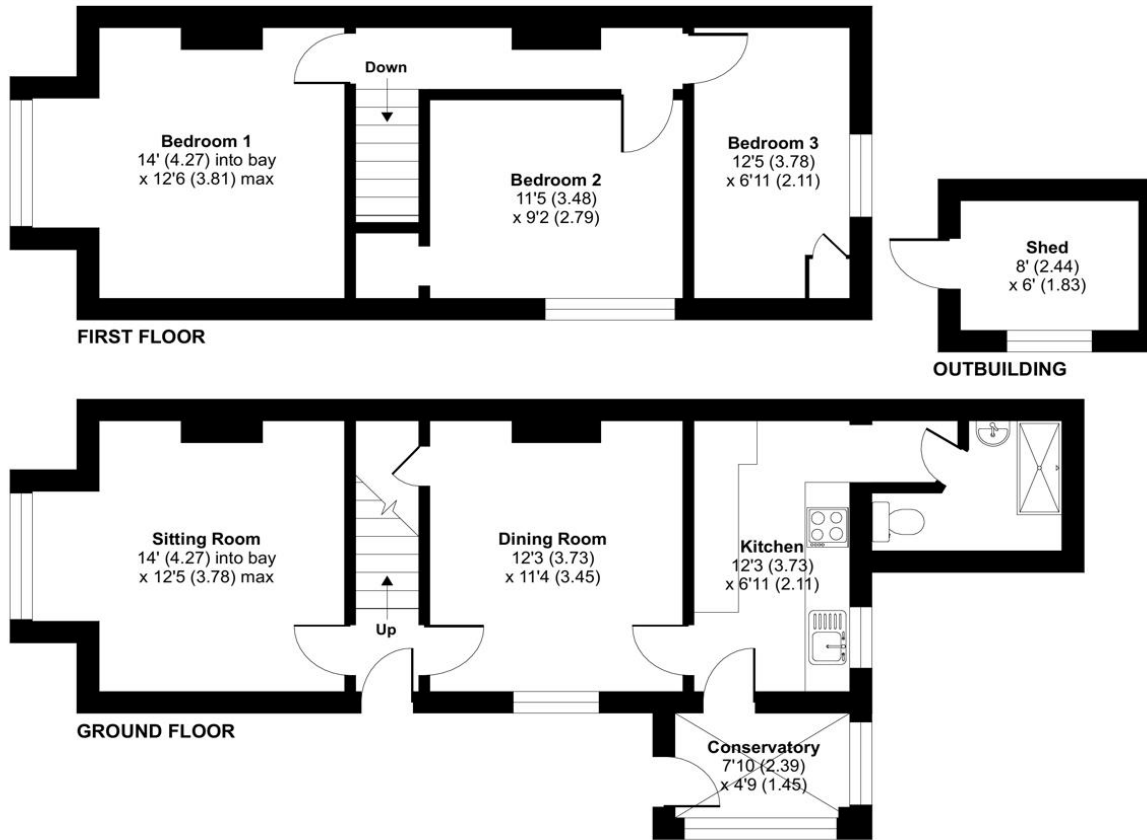 Down
Bedroom 1
14' (4.27) into bay
x 12'6 (3.81) max
Bedroom 2
11'5 (3.48)
x 9'2 (2.79)
Bedroom 3
12'5 (3.78)
x 6'11 (2.11)
FIRST FLOOR
Shed
8' (2.44)
x 6' (1.83)
OUTBUILDING
Sitting Room
14' (4.27) into bay
x 12'5 (3.78) max
Up
Dining Room
12'3 (3.73)
x 11'4 (3.45)
Kitchen
12'3 (3.73)
x 6'11 (2.11)
GROUND FLOOR
Conservatory
7'10 (2.39)
x 4'9 (1.45)